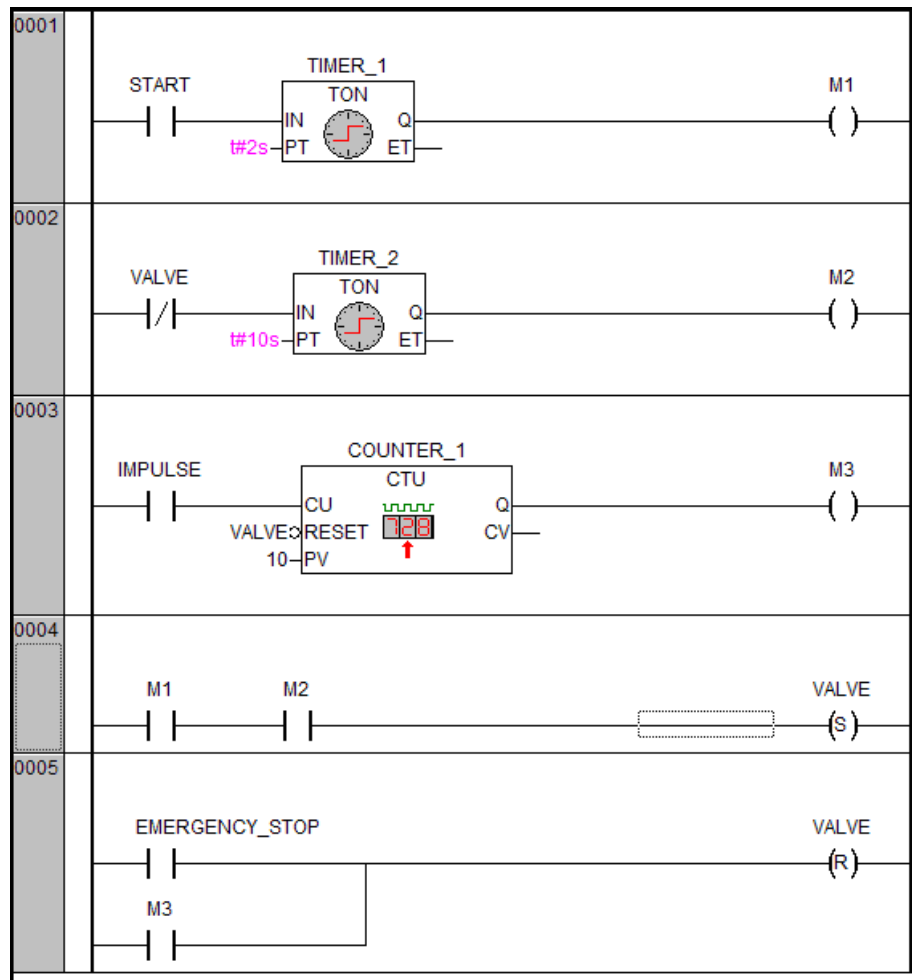 0001
TIMER_1
START
TON
M1
IN
Q
t#2s
PT
ET
0002
TIMER_2
VALVE
TON
M2
IN
Q
t#10s
PT
ET
0003
COUNTER_1
IMPULSE
CTU
M3
CU
Q
VALVE
RESET
728
CV
10
PV
0004
M1
M2
VALVE
S
0005
EMERGENCY_STOP
VALVE
R
M3